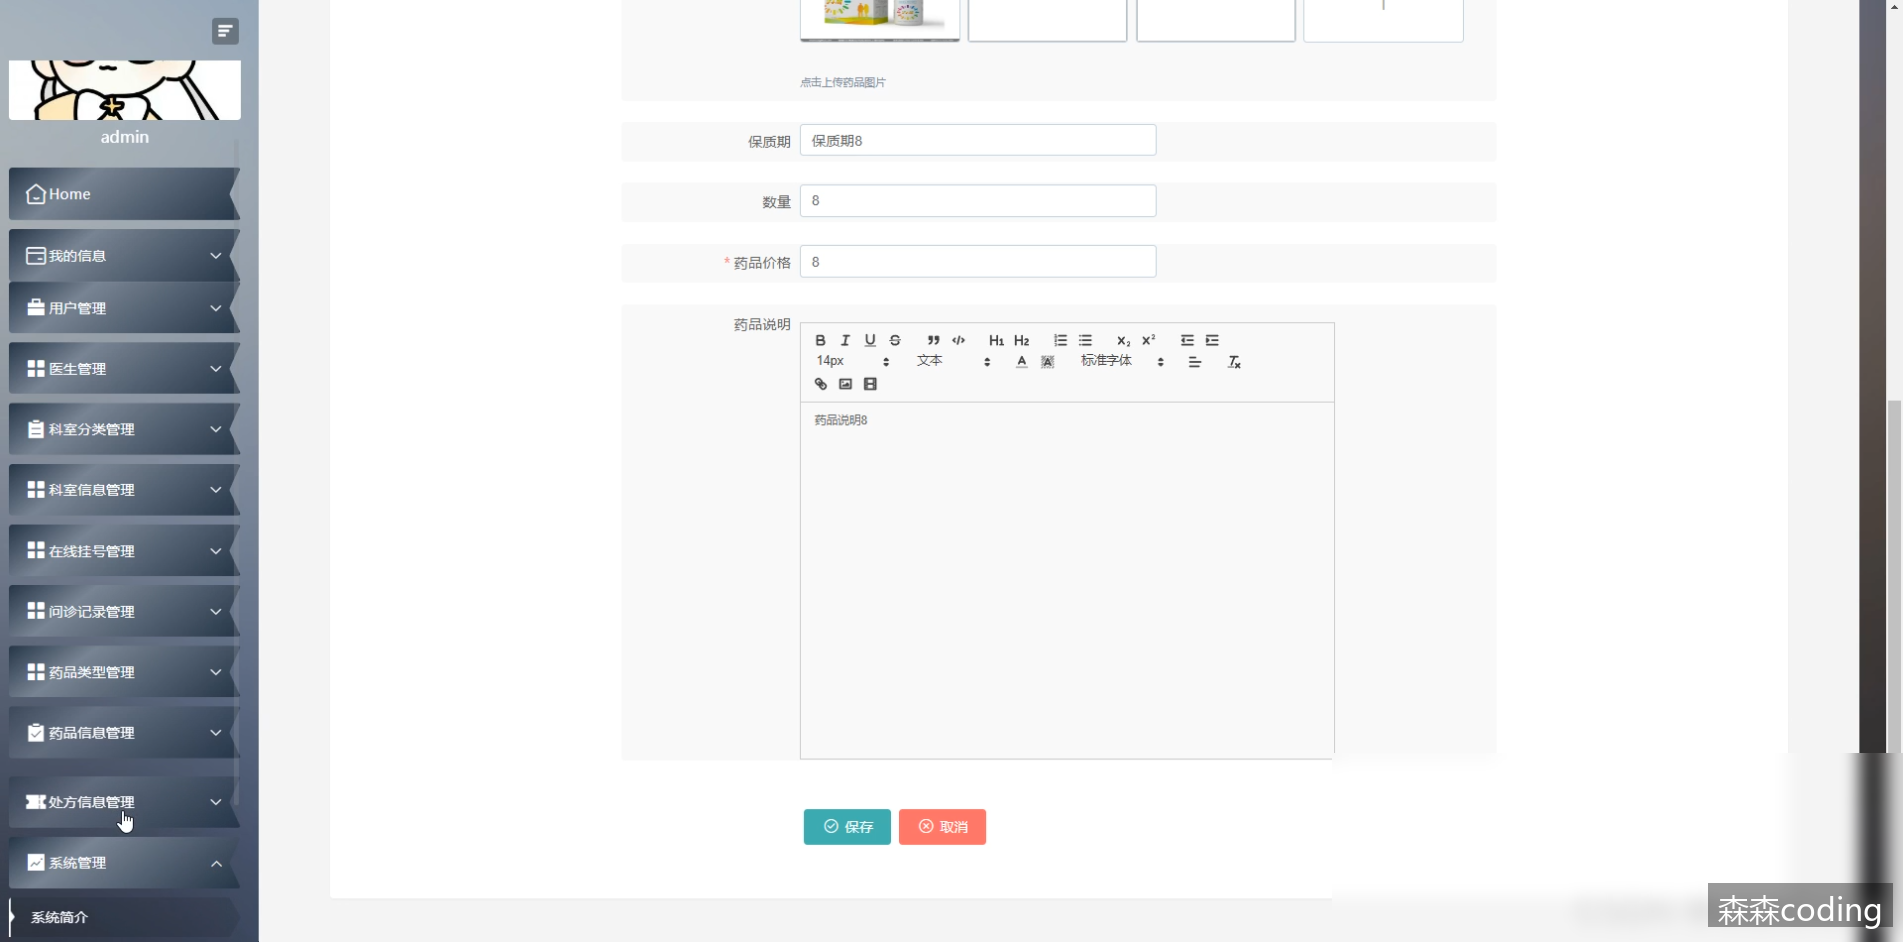 admin
Home
我的信息
用户管理
医生管理
科室分类管理
科室信息管理
在线挂号管理
问诊记录管理
药品类型管理
药品信息管理
处方信息管理
系统管理
系统简介
点击上传药品图片
保质期 保质期8
数量 8
* 药品价格 8
药品说明
B I U S H1 H2 X2 X2
14px 文本 A A 标准字体 Tx
药品说明8
保存 取消
森森coding